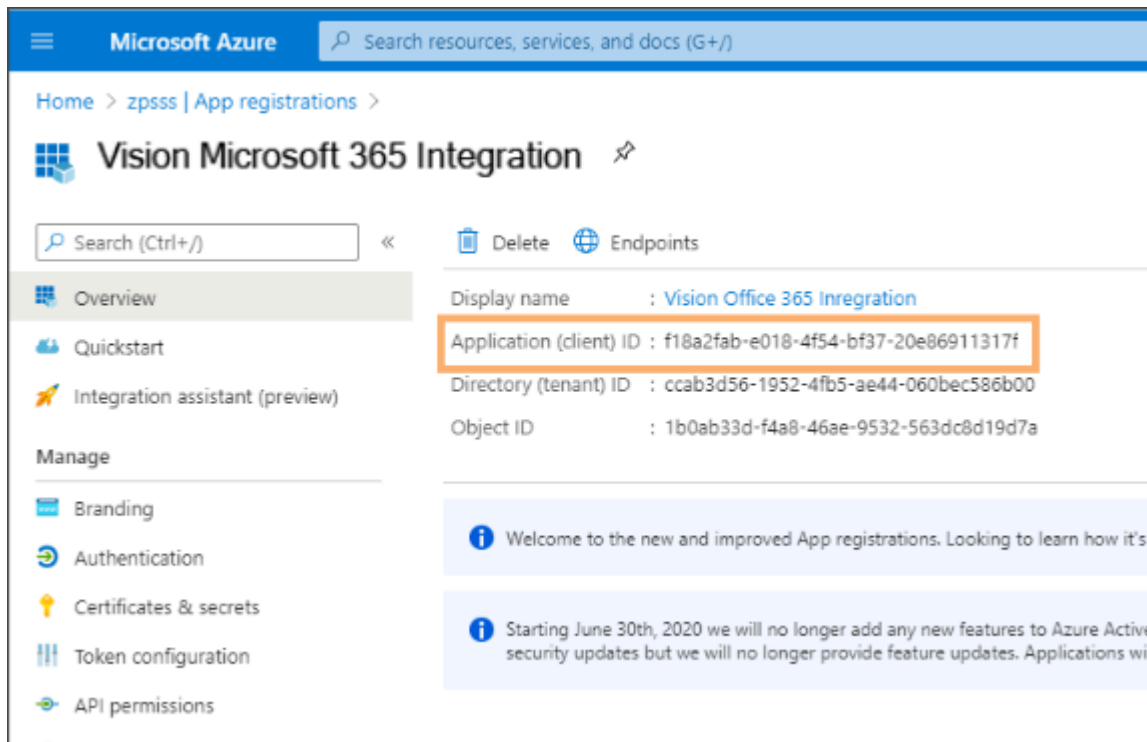 Microsoft Azure
Search resources, services, and docs (G+/)
Home > zpsss | App registrations >
Vision Microsoft 365 Integration
Search (Ctrl+/)
«
Delete
Endpoints
Overview
Quickstart
Integration assistant (preview)
Manage
Branding
Authentication
Certificates & secrets
Token configuration
API permissions
Display name : Vision Office 365 Inregration
Application (client) ID : f18a2fab-e018-4f54-bf37-20e86911317f
Directory (tenant) ID : ccab3d56-1952-4fb5-ae44-060bec586b00
Object ID : 1b0ab33d-f4a8-46ae-9532-563dc8d19d7a
Welcome to the new and improved App registrations. Looking to learn how it's
Starting June 30th, 2020 we will no longer add any new features to Azure Active
security updates but we will no longer provide feature updates. Applications wi